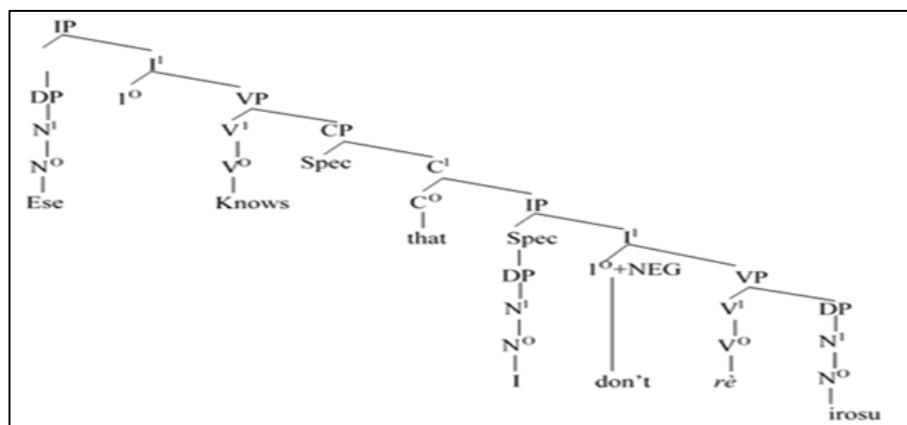 IP
I¹
DP I⁰ VP
N¹ V¹ CP
N⁰ V⁰ Spec C¹
Ese Knows C⁰ IP
that Spec I¹
DP I⁰+NEG VP
N¹ V¹ DP
N⁰ V⁰ N¹
I don't rè N⁰
irosu